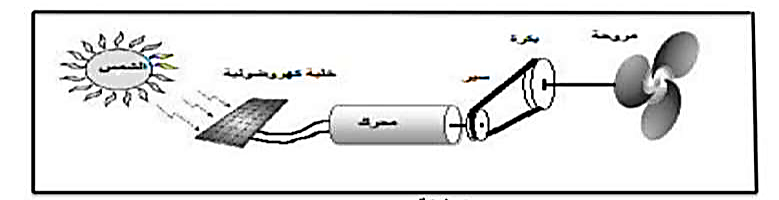 الشمس
خلية كهروضوئية
محرك
سير
بكرة
مروحة